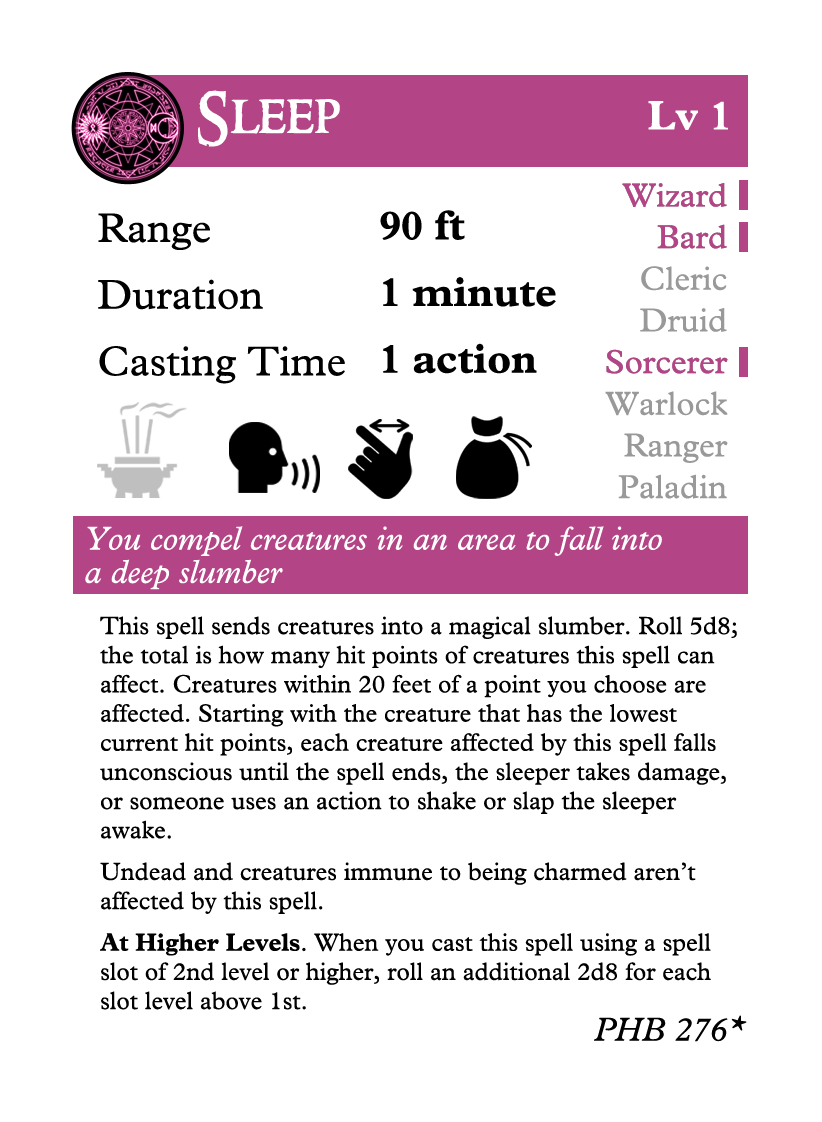 SLEEP
Lv 1
Range 90 ft
Duration 1 minute
Casting Time 1 action
Wizard
Bard
Cleric
Druid
Sorcerer
Warlock
Ranger
Paladin
You compel creatures in an area to fall into
a deep slumber
This spell sends creatures into a magical slumber. Roll 5d8;
the total is how many hit points of creatures this spell can
affect. Creatures within 20 feet of a point you choose are
affected. Starting with the creature that has the lowest
current hit points, each creature affected by this spell falls
unconscious until the spell ends, the sleeper takes damage,
or someone uses an action to shake or slap the sleeper
awake.
Undead and creatures immune to being charmed aren’t
affected by this spell.
At Higher Levels. When you cast this spell using a spell
slot of 2nd level or higher, roll an additional 2d8 for each
slot level above 1st.
PHB 276*